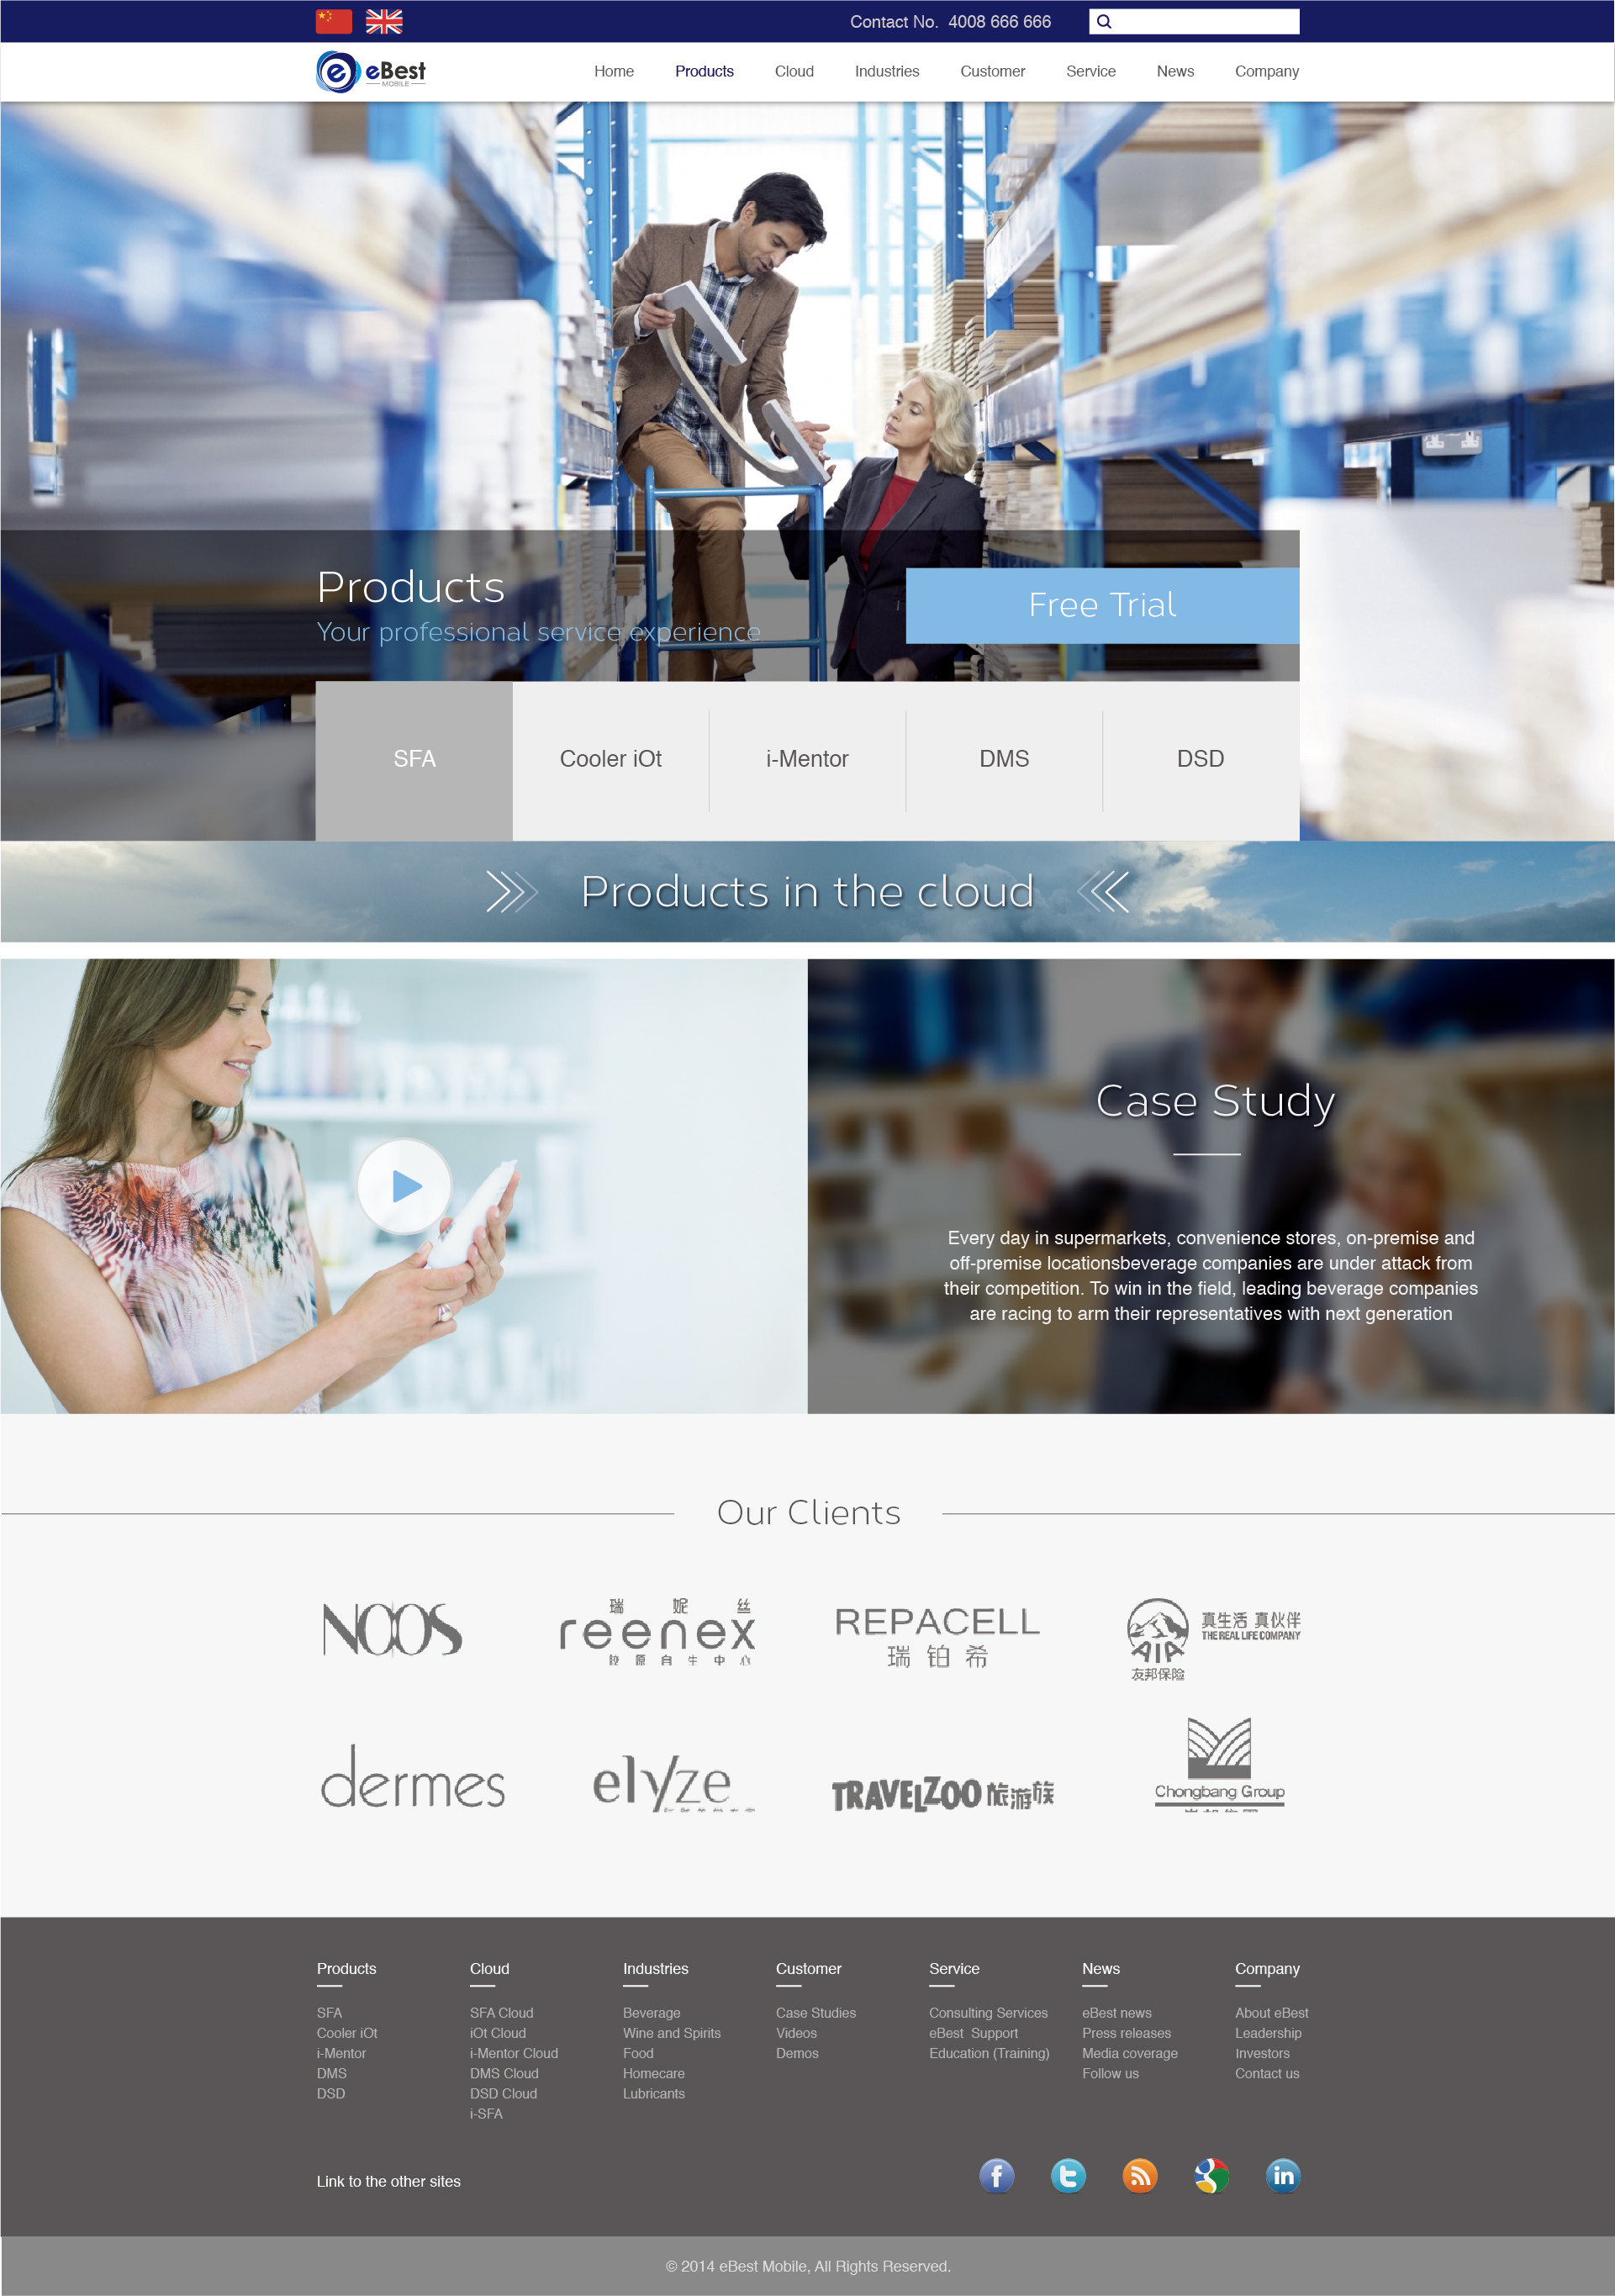 Contact No.  4008 666 666
eBest
MOBILE
Home Products Cloud Industries Customer Service News Company
Products
Your professional service experience
Free Trial
SFA
Cooler iOt
i-Mentor
DMS
DSD
Products in the cloud
Case Study
Every day in supermarkets, convenience stores, on-premise and
off-premise locationsbeverage companies are under attack from
their competition. To win in the field, leading beverage companies
are racing to arm their representatives with next generation
Our Clients
NOOS
瑞 妮 丝
reenex
胶 原 自 生 中 心
REPACELL
瑞 铂 希
AIA
友邦保险
真生活 真伙伴
THE REAL LIFE COMPANY
dermes
elyze
TRAVELZOO 旅游族
Chongbang Group
Products
SFA
Cooler iOt
i-Mentor
DMS
DSD
Cloud
SFA Cloud
iOt Cloud
i-Mentor Cloud
DMS Cloud
DSD Cloud
i-SFA
Industries
Beverage
Wine and Spirits
Food
Homecare
Lubricants
Customer
Case Studies
Videos
Demos
Service
Consulting Services
eBest  Support
Education (Training)
News
eBest news
Press releases
Media coverage
Follow us
Company
About eBest
Leadership
Investors
Contact us
Link to the other sites
© 2014 eBest Mobile, All Rights Reserved.